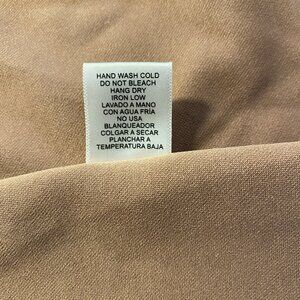 HAND WASH COLD
DO NOT BLEACH
HANG DRY
IRON LOW
LAVADO A MANO
CON AGUA FRÍA
NO USA
BLANQUEADOR
COLGAR A SECAR
PLANCHAR A
TEMPERATURA BAJA